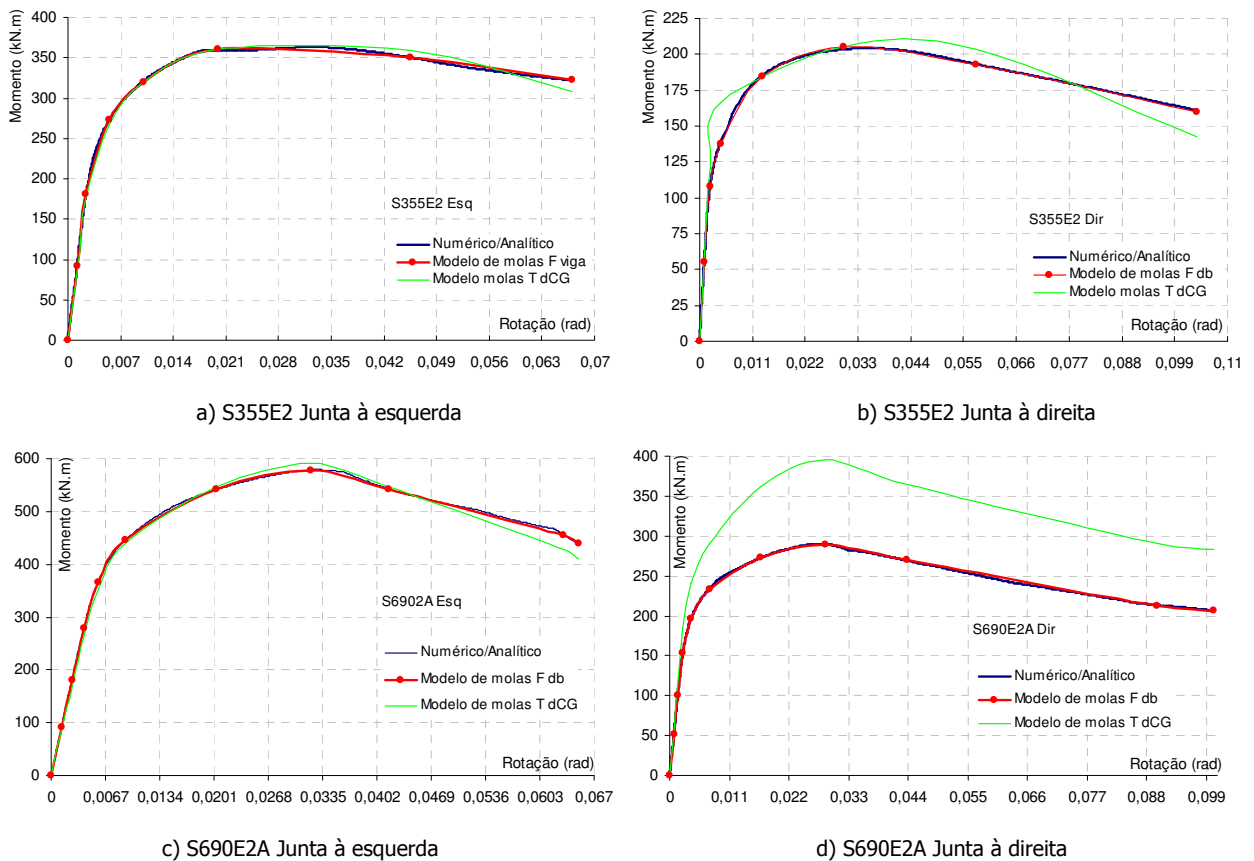 Momento (kN.m)
400
350
300
250
200
150
100
50
0
S355E2 Esq
Numérico/Analítico
Modelo de molas F viga
Modelo molas T dCG
Rotação (rad)
0 0,007 0,014 0,021 0,028 0,035 0,042 0,049 0,056 0,063 0,07
a) S355E2 Junta à esquerda
Momento (kN.m)
225
200
175
150
125
100
75
50
25
0
S355E2 Dir
Numérico/Analítico
Modelo de molas F db
Modelo molas T dCG
Rotação (rad)
0 0,011 0,022 0,033 0,044 0,055 0,066 0,077 0,088 0,099 0,11
b) S355E2 Junta à direita
Momento (kN.m)
600
500
400
300
200
100
0
S6902A Esq
Numérico/Analítico
Modelo de molas F db
Modelo de molas T dCG
Rotação (rad)
0 0,0067 0,0134 0,0201 0,0268 0,0335 0,0402 0,0469 0,0536 0,0603 0,067
c) S690E2A Junta à esquerda
Momento (kN.m)
400
350
300
250
200
150
100
50
0
S690E2A Dir
Numérico/Analítico
Modelo de molas F db
Modelo de molas T dCG
Rotação (rad)
0 0,011 0,022 0,033 0,044 0,055 0,066 0,077 0,088 0,099
d) S690E2A Junta à direita